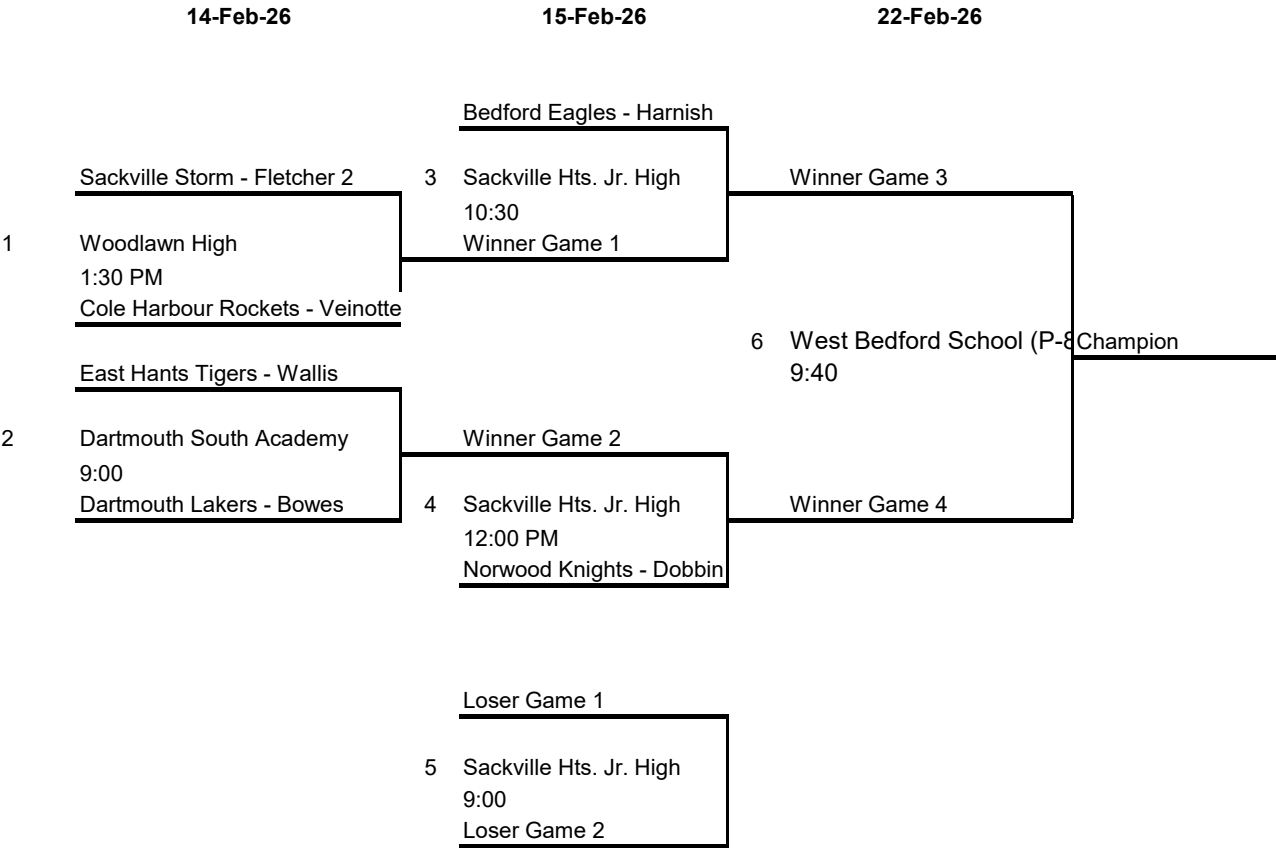 14-Feb-26 15-Feb-26 22-Feb-26
Bedford Eagles - Harnish
Sackville Storm - Fletcher 2 3 Sackville Hts. Jr. High Winner Game 3
10:30
1 Woodlawn High Winner Game 1
1:30 PM
Cole Harbour Rockets - Veinotte
6 West Bedford School (P-8 Champion
East Hants Tigers - Wallis 9:40
2 Dartmouth South Academy Winner Game 2
9:00
Dartmouth Lakers - Bowes 4 Sackville Hts. Jr. High Winner Game 4
12:00 PM
Norwood Knights - Dobbin
Loser Game 1
5 Sackville Hts. Jr. High
9:00
Loser Game 2